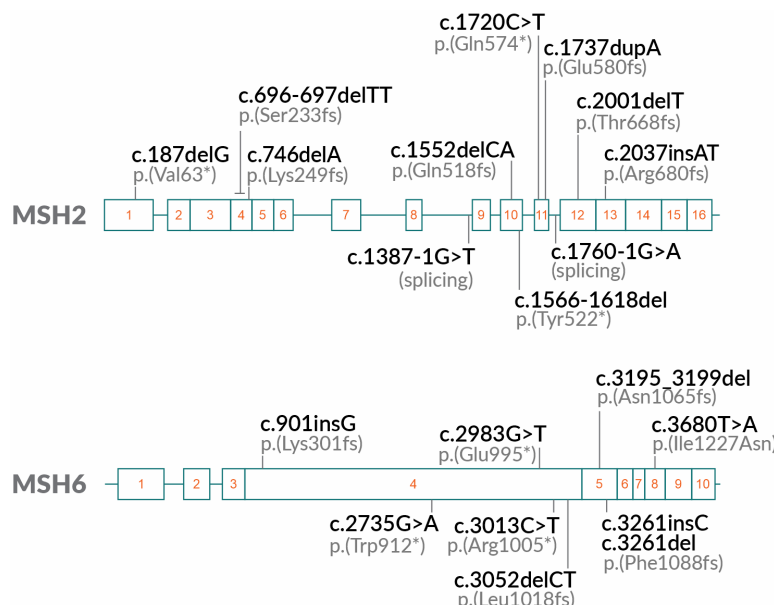 c.1720C>T
p.(Gln574*)
c.1737dupA
p.(Glu580fs)
c.696-697delTT
p.(Ser233fs)
c.2001delT
p.(Thr668fs)
c.187delG
p.(Val63*)
c.746delA
p.(Lys249fs)
c.1552delCA
p.(Gln518fs)
c.2037insAT
p.(Arg680fs)
MSH2
1 2 3 4 5 6 7 8 9 10 11 12 13 14 15 16
c.1387-1G>T
(splicing)
c.1760-1G>A
(splicing)
c.1566-1618del
p.(Tyr522*)
c.3195_3199del
p.(Asn1065fs)
c.901insG
p.(Lys301fs)
c.2983G>T
p.(Glu995*)
c.3680T>A
p.(Ile1227Asn)
MSH6
1 2 3 4 5 6 7 8 9 10
c.2735G>A
p.(Trp912*)
c.3013C>T
p.(Arg1005*)
c.3261insC
c.3261del
p.(Phe1088fs)
c.3052delCT
p.(Leu1018fs)